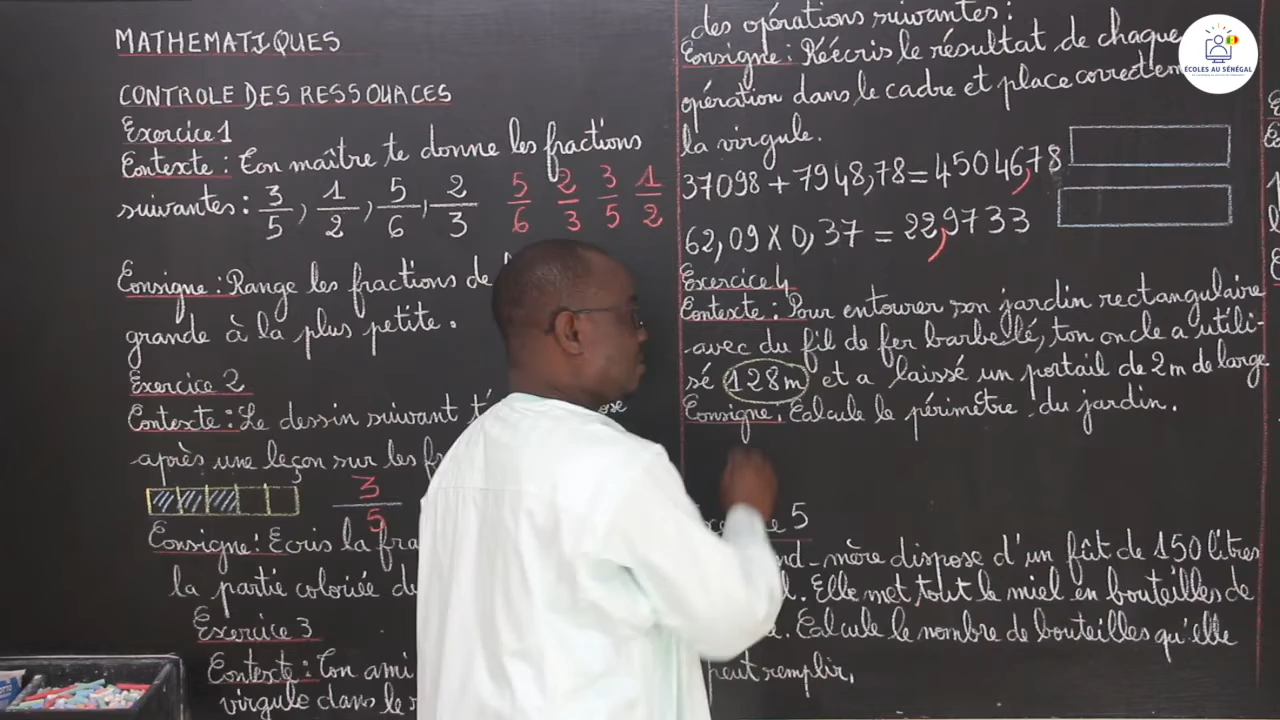 MATHEMATIQUES
CONTROLE DES RESSOURCES
Exercice 1
Contexte : Ton maître te donne les fractions
suivantes : 3/5, 1/2, 5/6, 2/3 5/6 2/3 3/5 1/2
Consigne : Range les fractions de
grande à la plus petite.
Exercice 2
Contexte : Le dessin suivant
après une leçon sur les
3/5
Consigne : Ecris la
la partie coloriée
Exercice 3
Contexte : Ton ami
virgule dans le
des opérations suivantes :
Consigne : Réécris le résultat de chaque
opération dans le cadre et place
la virgule.
37098 + 7948,78 = 45046,78
62,09 X 0,37 = 22,9733
Exercice 4
Contexte : Pour entourer son jardin rectangulaire
avec du fil de fer barbelé, ton oncle a utili-
sé 128m et a laissé un portail de 2m de large
Consigne. Calcule le périmètre du jardin.
5
mère dispose d'un fût de 150 litres
Elle met tout le miel en bouteilles de
Calcule le nombre de bouteilles qu'elle
peut remplir.
ÉCOLES AU SÉNÉGAL